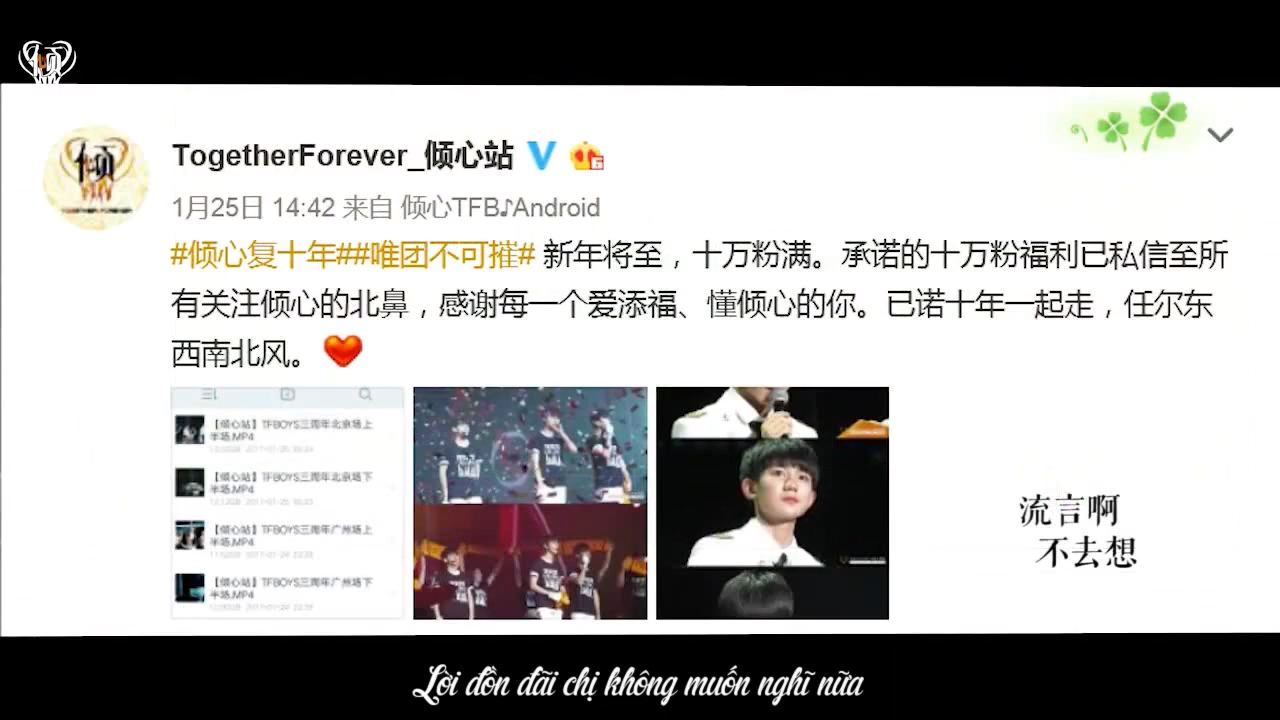 倾
TogetherForever_倾心站
1月25日 14:42 来自 倾心TFB♪Android
#倾心复十年##唯团不可摧# 新年将至，十万粉满。承诺的十万粉福利已私信至所
有关注倾心的北鼻，感谢每一个爱添福、懂倾心的你。已诺十年一起走，任尔东
西南北风。
【倾心站】TFBOYS三周年北京场上
半场.MP4
【倾心站】TFBOYS三周年北京场下
半场.MP4
【倾心站】TFBOYS三周年广州场上
半场.MP4
【倾心站】TFBOYS三周年广州场下
半场.MP4
流言啊
不去想
Lời đồn đãi chị không muốn nghĩ nữa